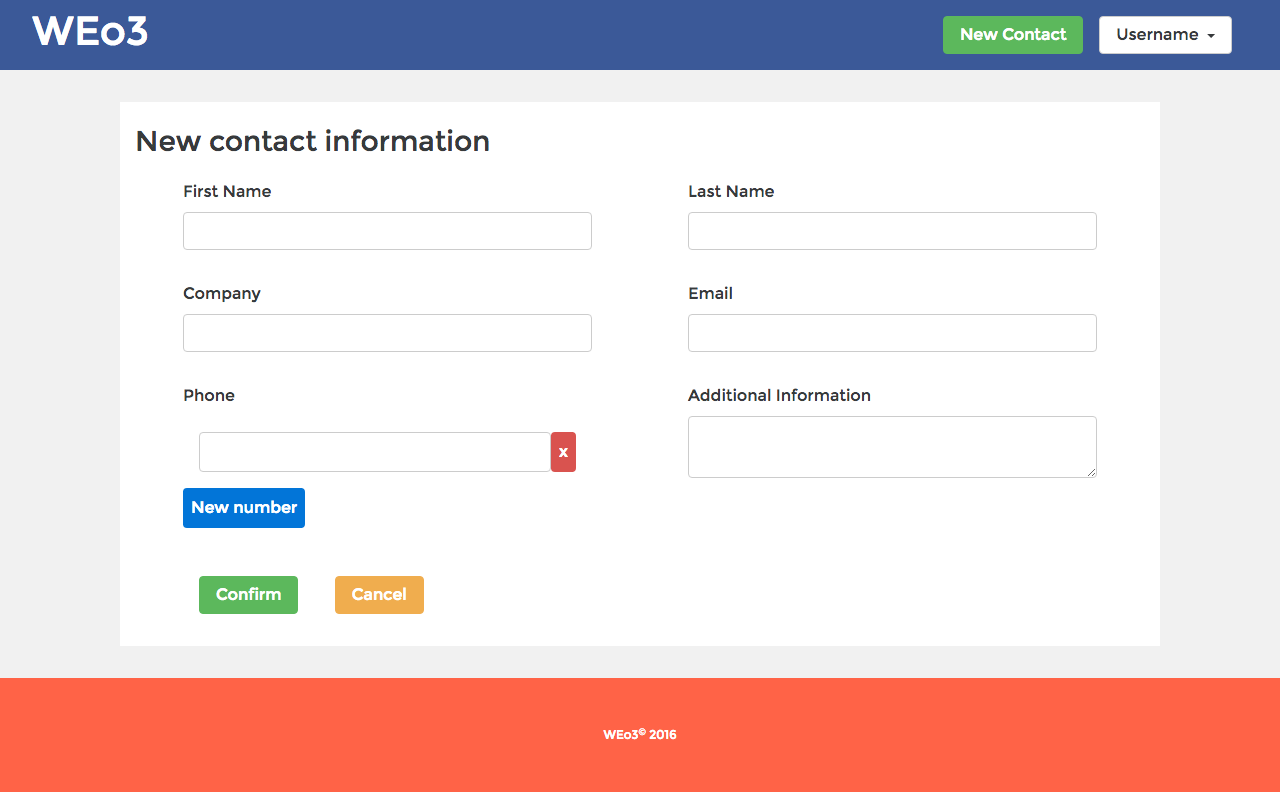 WEo3
New Contact
Username
New contact information
First Name
Last Name
Company
Email
Phone
Additional Information
x
New number
Confirm
Cancel
WEo3© 2016